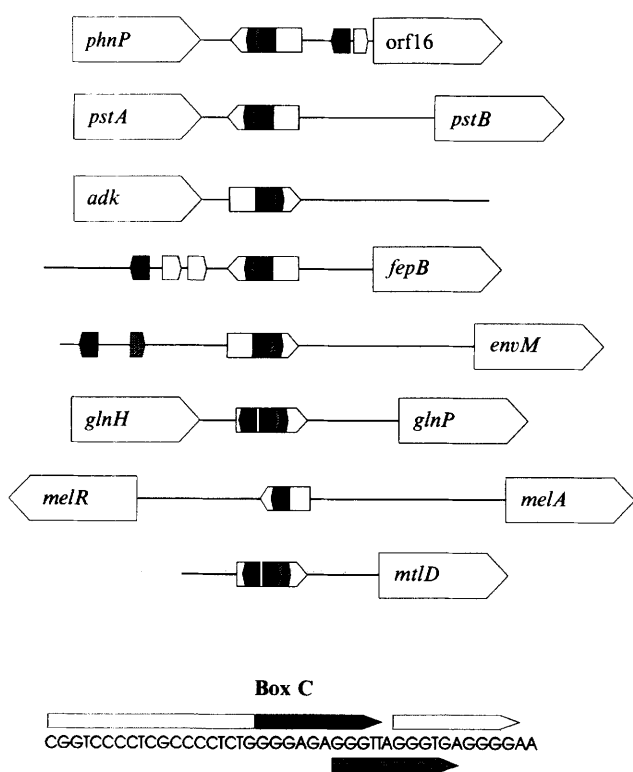 phnP orf16
pstA pstB
adk
fepB
envM
glnH glnP
melR melA
mtlD
Box C
CGGTCCCCTCGCCCCTCTGGGGAGAGGGTTAGGGTGAGGGGAA